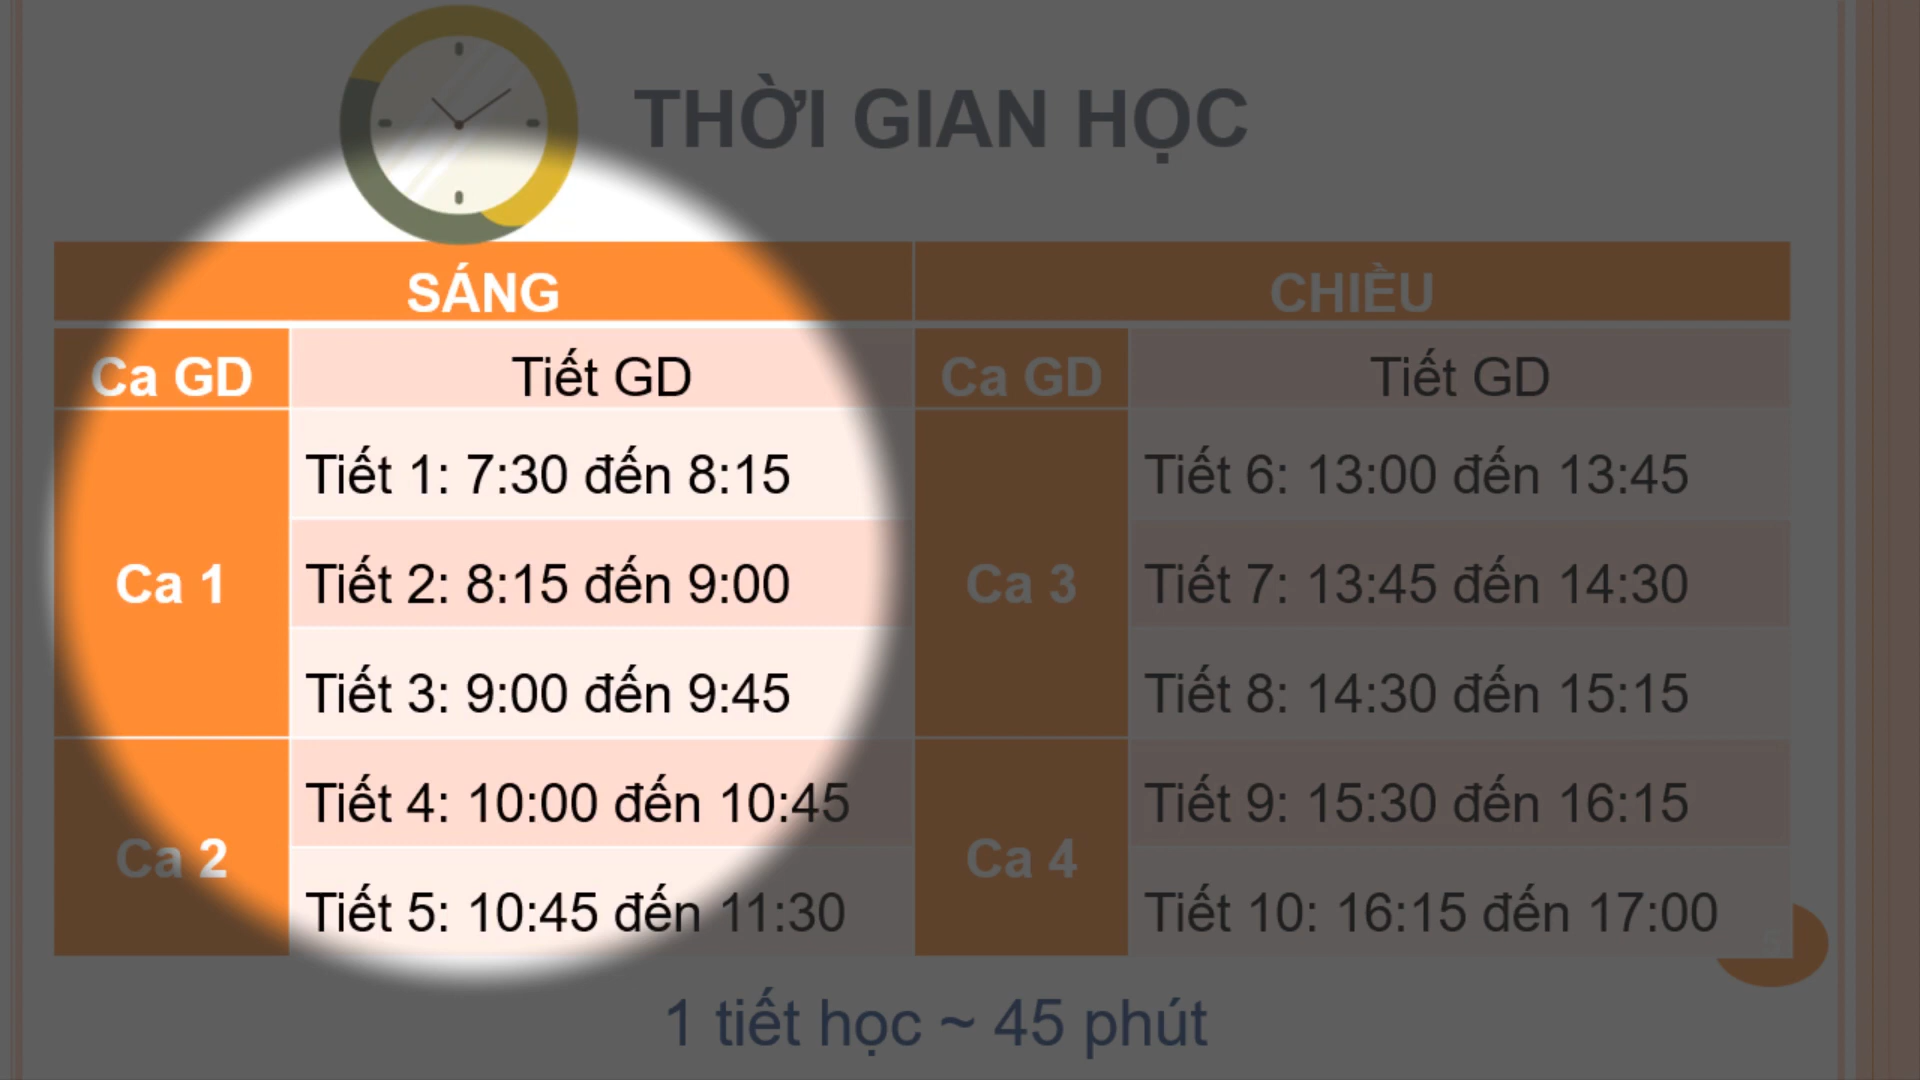 THỜI GIAN HỌC
SÁNG CHIỀU
Ca GD Tiết GD Ca GD Tiết GD
Ca 1 Tiết 1: 7:30 đến 8:15 Ca 3 Tiết 6: 13:00 đến 13:45
Tiết 2: 8:15 đến 9:00 Tiết 7: 13:45 đến 14:30
Tiết 3: 9:00 đến 9:45 Tiết 8: 14:30 đến 15:15
Ca 2 Tiết 4: 10:00 đến 10:45 Ca 4 Tiết 9: 15:30 đến 16:15
Tiết 5: 10:45 đến 11:30 Tiết 10: 16:15 đến 17:00
1 tiết học ~ 45 phút